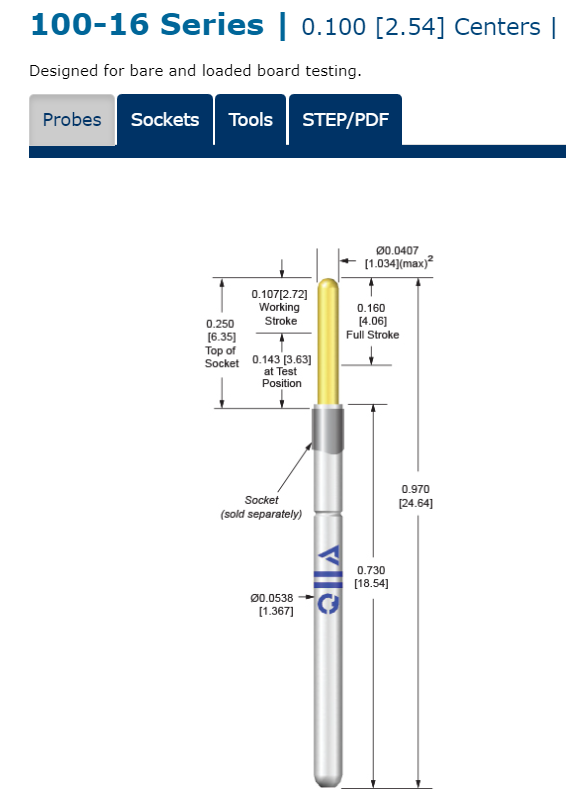 100-16 Series | 0.100 [2.54] Centers |
Designed for bare and loaded board testing.
Probes
Sockets
Tools
STEP/PDF
Ø0.0407
[1.034](max)²
0.107[2.72]
Working
Stroke
0.160
[4.06]
Full Stroke
0.250
[6.35]
Top of
Socket
0.143 [3.63]
at Test
Position
Socket
(sold separately)
0.970
[24.64]
0.730
[18.54]
Ø0.0538
[1.367]